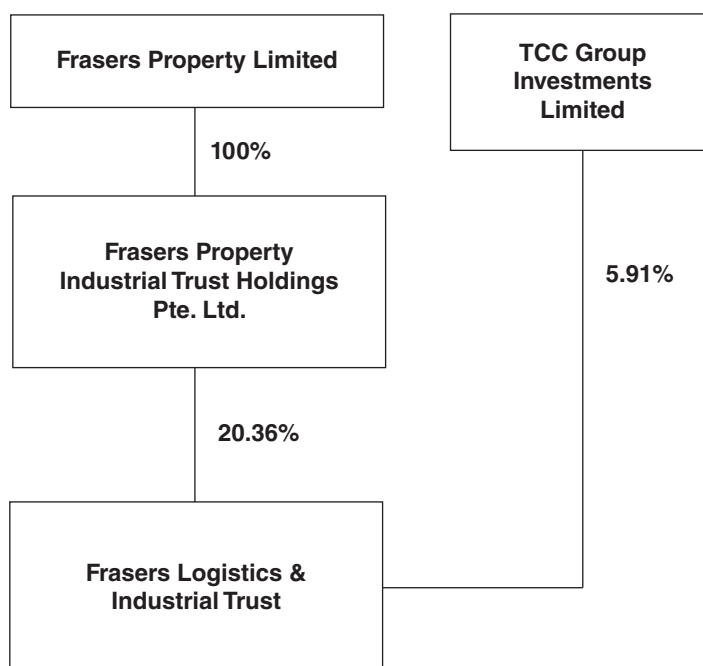 Frasers Property Limited
TCC Group
Investments
Limited
100%
Frasers Property
Industrial Trust Holdings
Pte. Ltd.
5.91%
20.36%
Frasers Logistics &
Industrial Trust